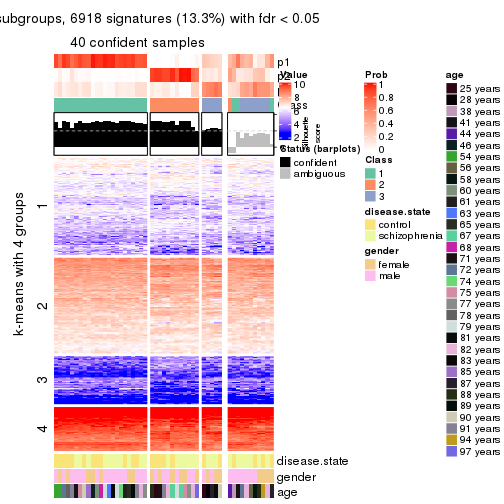 subgroups, 6918 signatures (13.3%) with fdr < 0.05
40 confident samples
p1
p2
Class
Silhouette
score
k-means with 4 groups
1
2
3
4
disease.state
gender
age
Value
10
8
6
4
2
0
Status (barplots)
confident
ambiguous
Prob
1
0.8
0.6
0.4
0.2
0
Class
1
2
3
disease.state
control
schizophrenia
gender
female
male
age
25 years
28 years
38 years
41 years
44 years
46 years
54 years
56 years
58 years
60 years
61 years
63 years
65 years
67 years
68 years
71 years
72 years
74 years
75 years
77 years
78 years
79 years
81 years
82 years
83 years
85 years
87 years
88 years
89 years
90 years
91 years
94 years
97 years